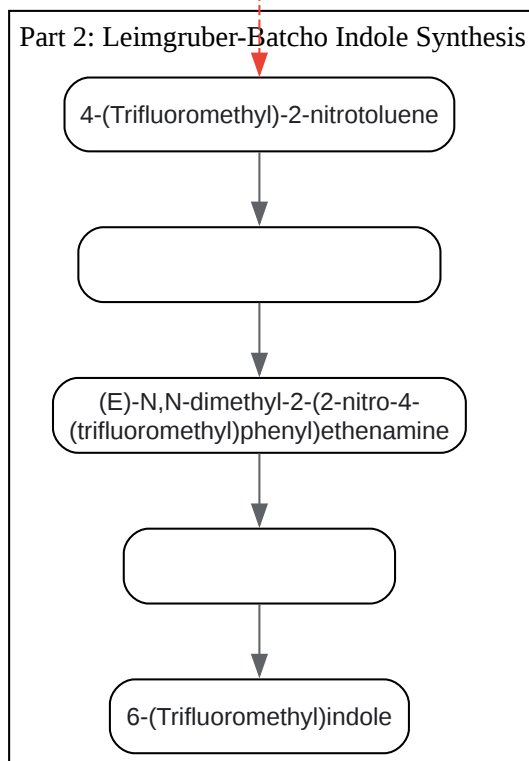 Part 2: Leimgruber-Batcho Indole Synthesis
4-(Trifluoromethyl)-2-nitrotoluene
(E)-N,N-dimethyl-2-(2-nitro-4-
(trifluoromethyl)phenyl)ethenamine
6-(Trifluoromethyl)indole